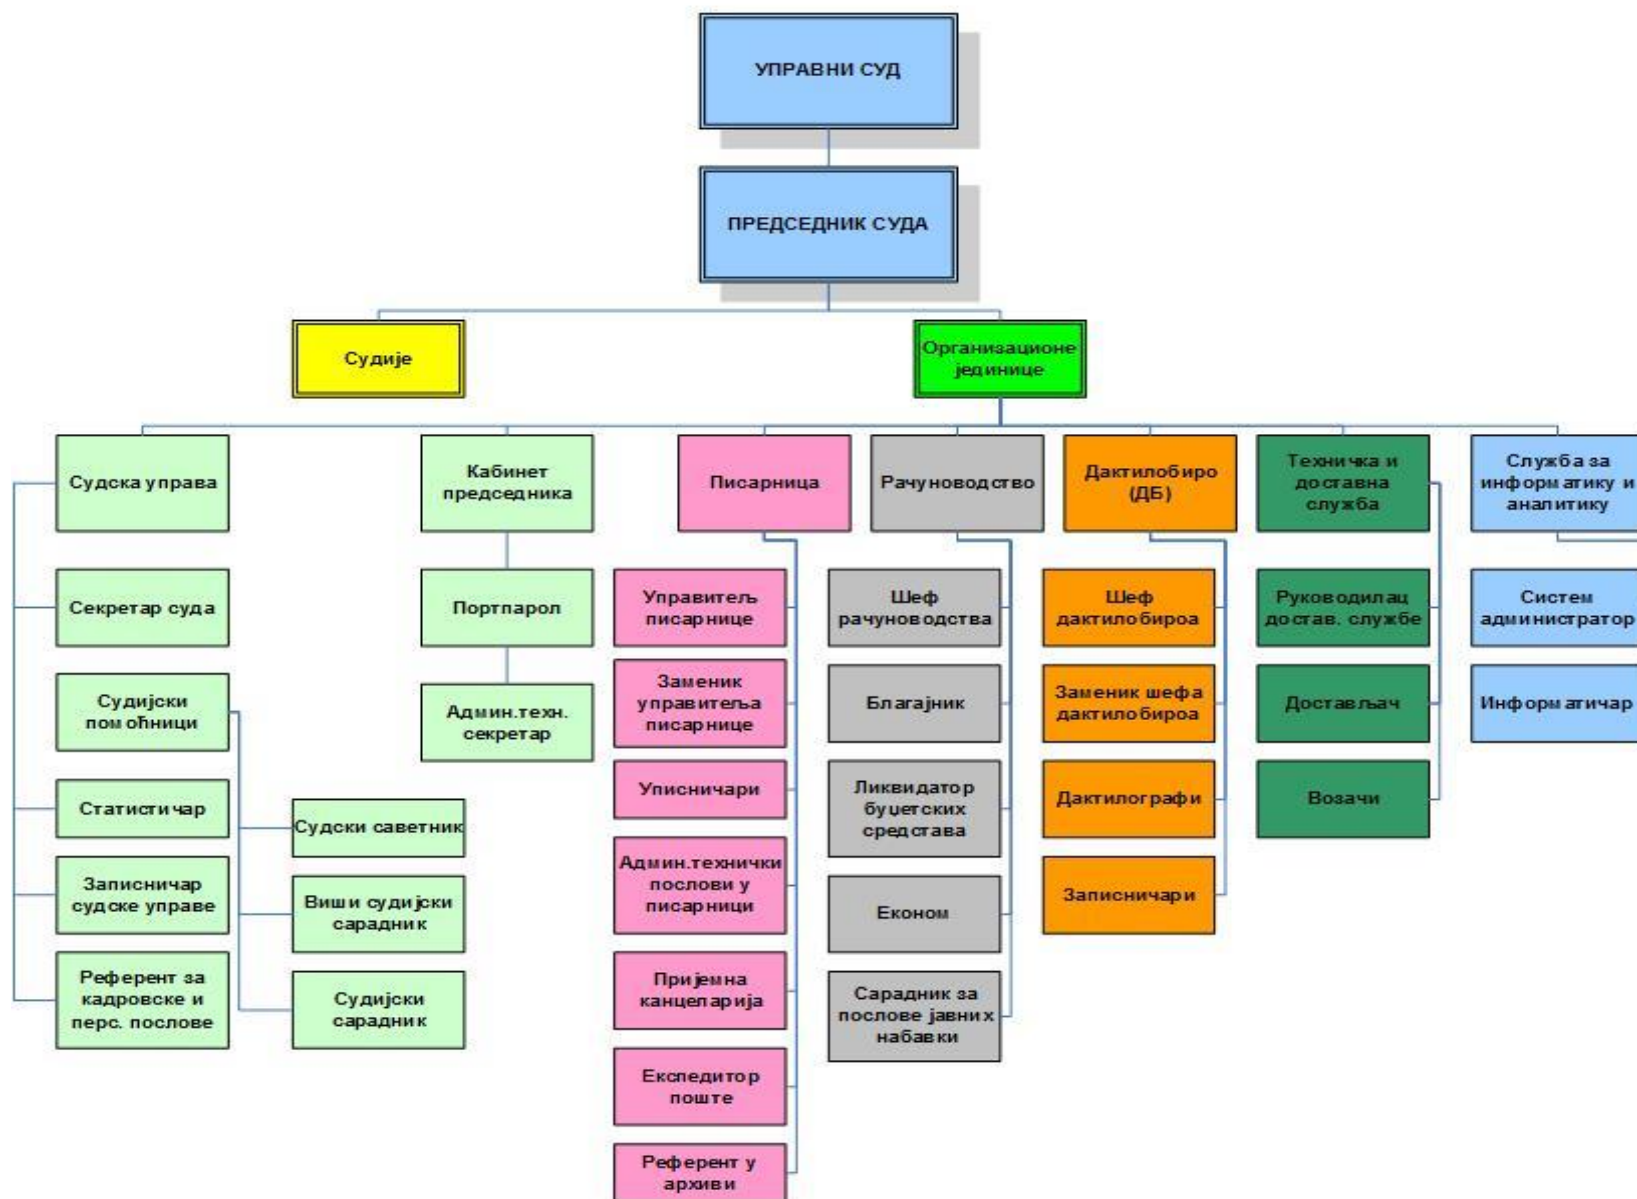 УПРАВНИ СУД
ПРЕДСЕДНИК СУДА
Судије
Организационе
јединице
Судска управа
Кабинет
председника
Писарница
Рачуноводство
Дактилобиро
(ДБ)
Техничка и
доставна
служба
Служба за
информатику и
аналитику
Секретар суда
Судијски
помоћници
Статистичар
Записничар
судске управе
Референт за
кадровске и
перс. послове
Судски саветник
Виши судијски
сарадник
Судијски
сарадник
Портпарол
Админ.техн.
секретар
Управитељ
писарнице
Заменик
управитеља
писарнице
Уписничари
Админ.технички
послови у
писарници
Пријемна
канцеларија
Експедитор
поште
Референт у
архиви
Шеф
рачуноводства
Благајник
Ликвидатор
буџетских
средстава
Економ
Сарадник за
послове јавних
набавки
Шеф
дактилобироа
Заменик шефа
дактилобироа
Дактилографи
Записничари
Руководилац
достав. службе
Достављач
Возачи
Систем
администратор
Информатичар